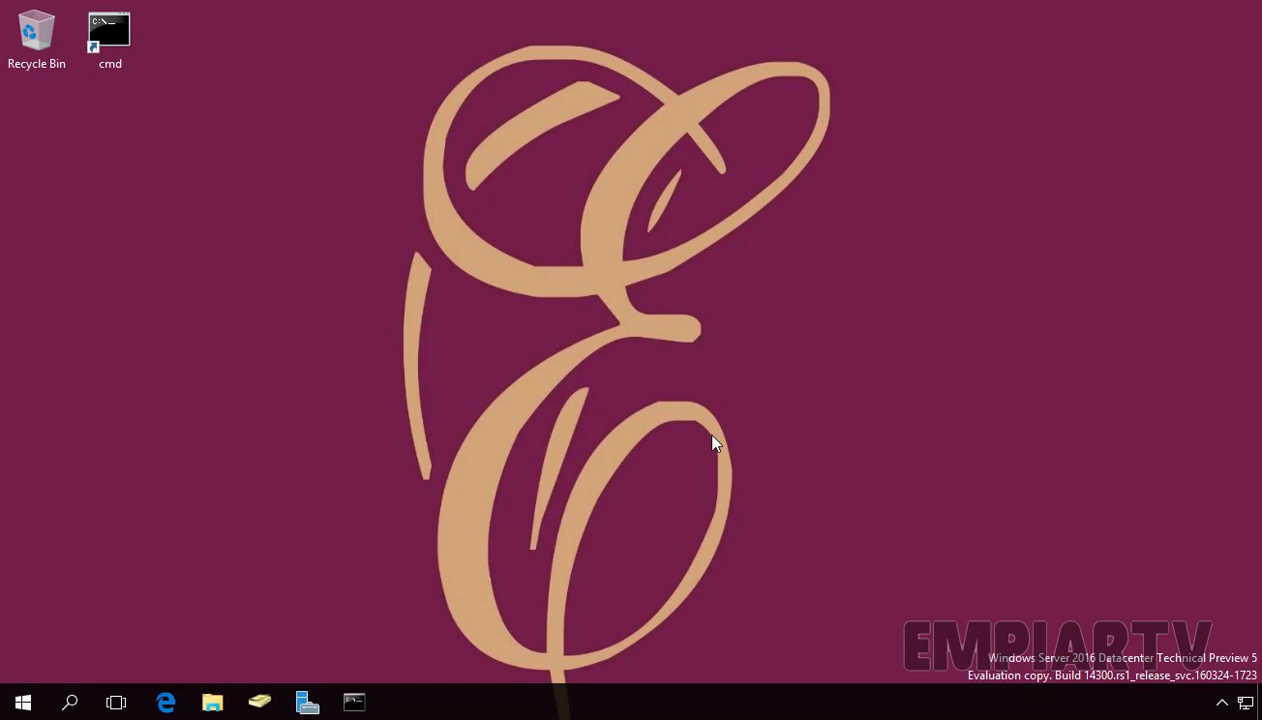 Recycle Bin
cmd
E
EMPIARTV
Windows Server 2016 Datacenter Technical Preview 5
Evaluation copy. Build 14300.rs1_release_svc.160324-1723